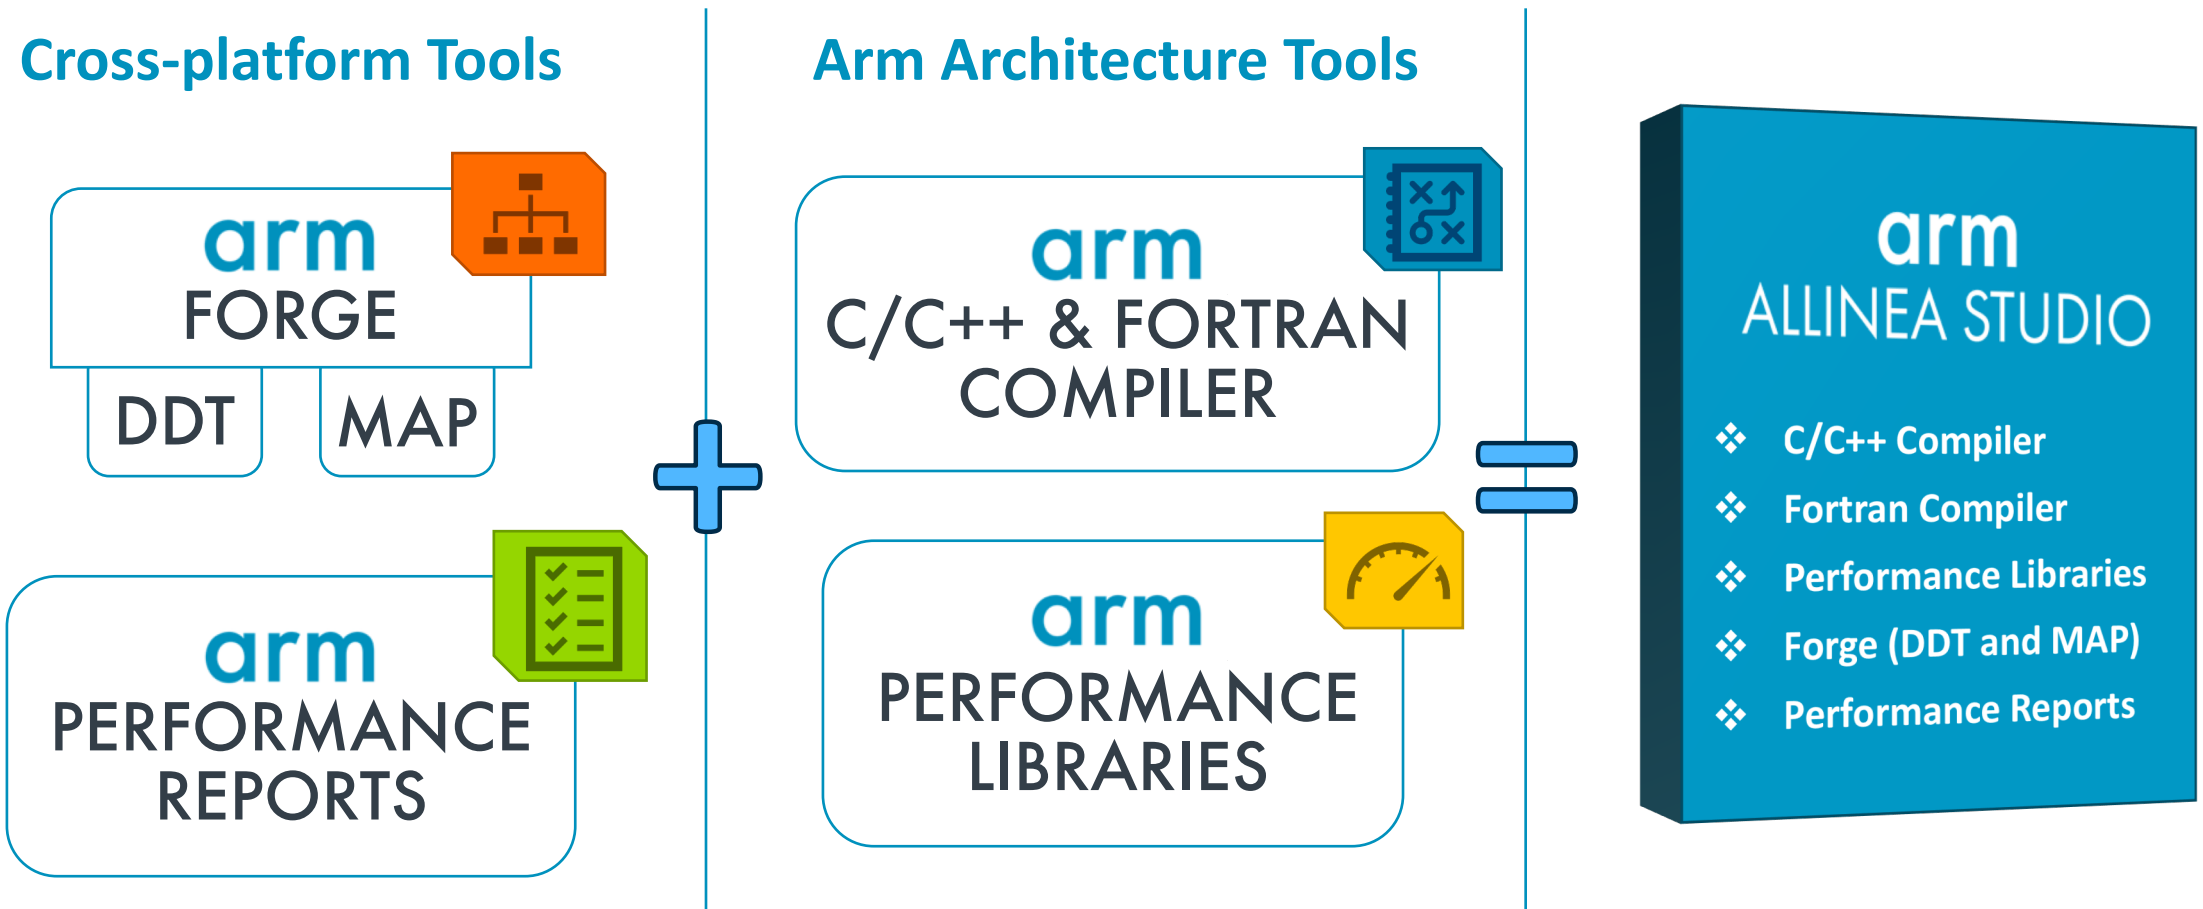 Cross-platform Tools
arm
FORGE
DDT
MAP
arm
PERFORMANCE
REPORTS
Arm Architecture Tools
arm
C/C++ & FORTRAN
COMPILER
arm
PERFORMANCE
LIBRARIES
arm
ALLINEA STUDIO
❖ C/C++ Compiler
❖ Fortran Compiler
❖ Performance Libraries
❖ Forge (DDT and MAP)
❖ Performance Reports